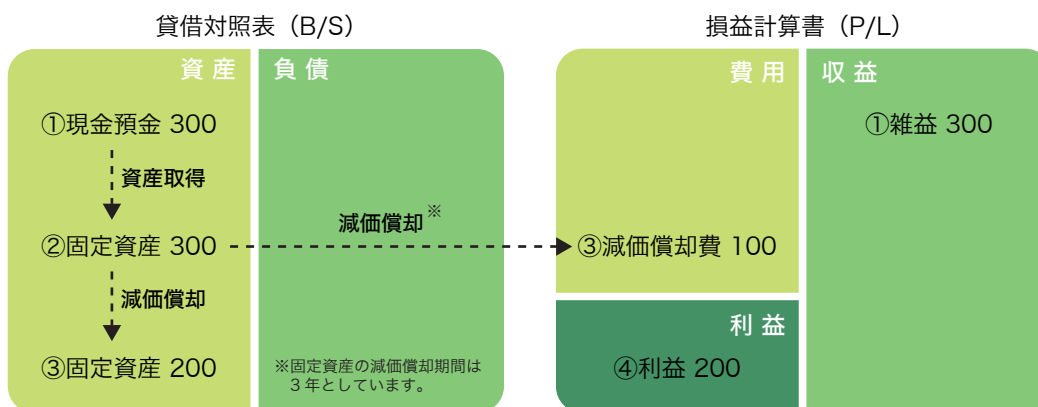 貸借対照表（B/S）
資産
負債
①現金預金 300
資産取得
②固定資産 300
減価償却※
減価償却
③固定資産 200
※固定資産の減価償却期間は
3年としています。
損益計算書（P/L）
費用
収益
①雑益 300
③減価償却費 100
利益
④利益 200